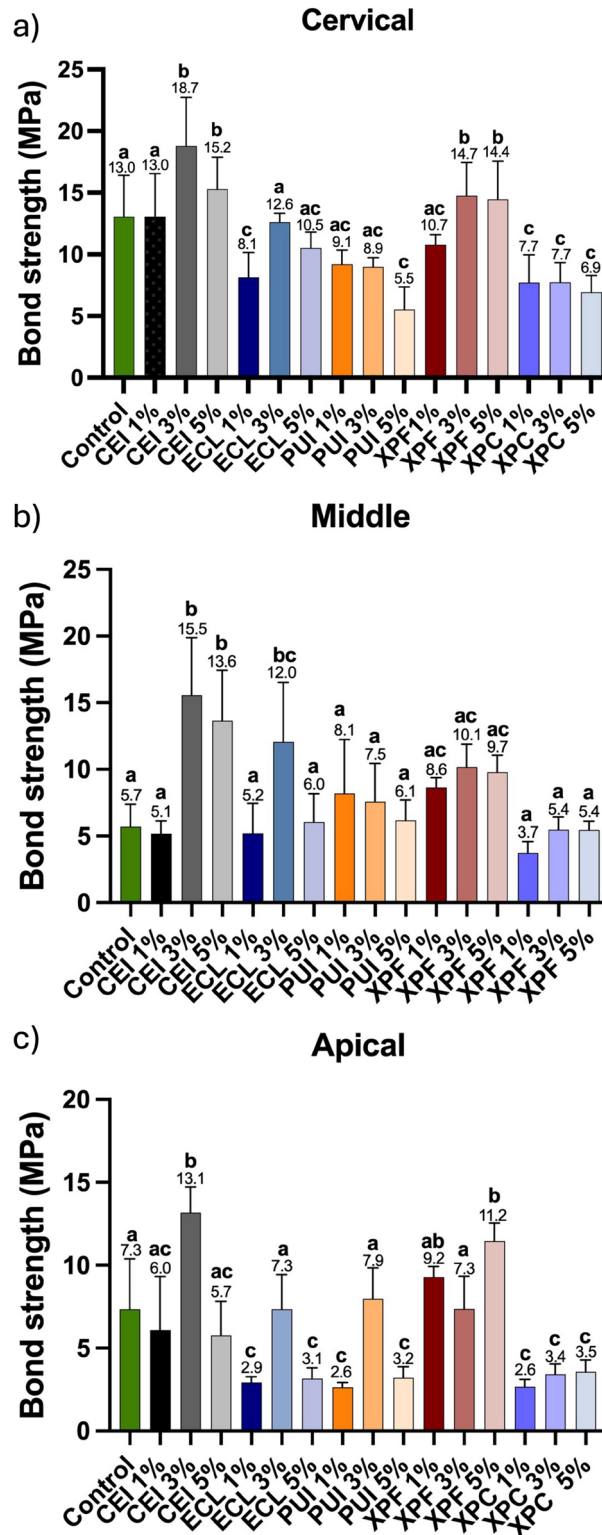 a)
Cervical
Bond strength (MPa)
25
20
15
10
5
0
a
13.0
a
13.0
b
18.7
b
15.2
c
8.1
a
12.6
ac
10.5
ac
9.1
ac
8.9
c
5.5
ac
10.7
b
14.7
b
14.4
c
7.7
c
7.7
c
6.9
Control
CEI 1%
CEI 3%
CEI 5%
ECL 1%
ECL 3%
ECL 5%
PUI 1%
PUI 3%
PUI 5%
XPF1%
XPF 3%
XPF 5%
XPC 1%
XPC 3%
XPC 5%
b)
Middle
Bond strength (MPa)
25
20
15
10
5
0
a
5.7
a
5.1
b
15.5
b
13.6
a
5.2
bc
12.0
a
6.0
a
8.1
a
7.5
a
6.1
ac
8.6
ac
10.1
ac
9.7
a
3.7
a
5.4
a
5.4
Control
CEI 1%
CEI 3%
CEI 5%
ECL 1%
ECL 3%
ECL 5%
PUI 1%
PUI 3%
PUI 5%
XPF 1%
XPF 3%
XPF 5%
XPF 1%
XPF 3%
XPF 5%
c)
Apical
Bond strength (MPa)
20
15
10
5
0
a
7.3
ac
6.0
b
13.1
ac
5.7
c
2.9
a
7.3
c
3.1
c
2.6
a
7.9
c
3.2
ab
9.2
a
7.3
b
11.2
c
2.6
c
3.4
c
3.5
Control
CEI 1%
CEI 3%
CEI 5%
ECL 1%
ECL 3%
ECL 5%
PUI 1%
PUI 3%
PUI 5%
XPF 1%
XPF 3%
XPF 5%
XPC 1%
XPC 3%
XPC 5%